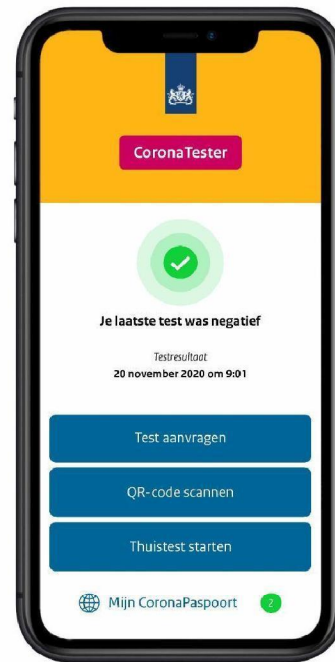 CoronaTester
Je laatste test was negatief
Testresultaat
20 november 2020 om 9:01
Test aanvragen
QR-code scannen
Thuistest starten
Mijn CoronaPaspoort 2